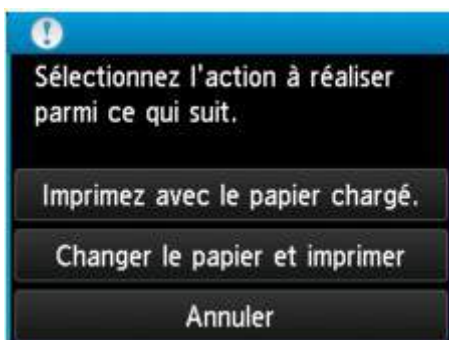 Sélectionnez l'action à réaliser
parmi ce qui suit.
Imprimez avec le papier chargé.
Changer le papier et imprimer
Annuler